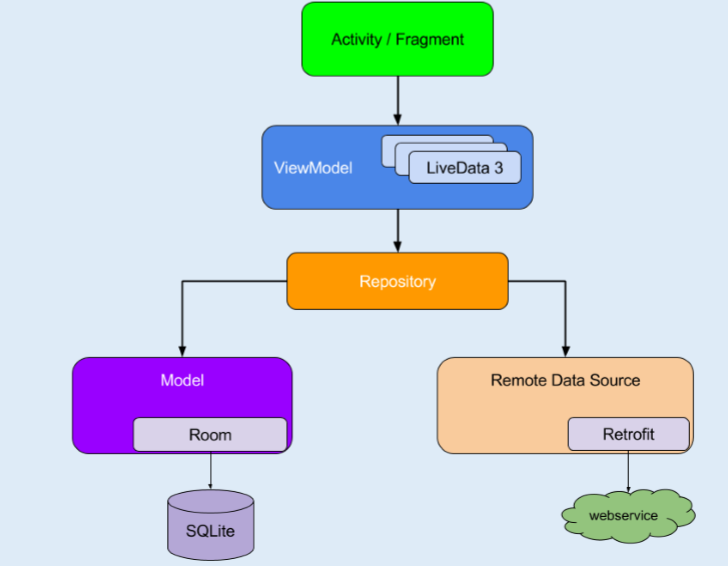 Activity / Fragment
ViewModel
LiveData 3
Repository
Model
Remote Data Source
Room
Retrofit
SQLite
webservice